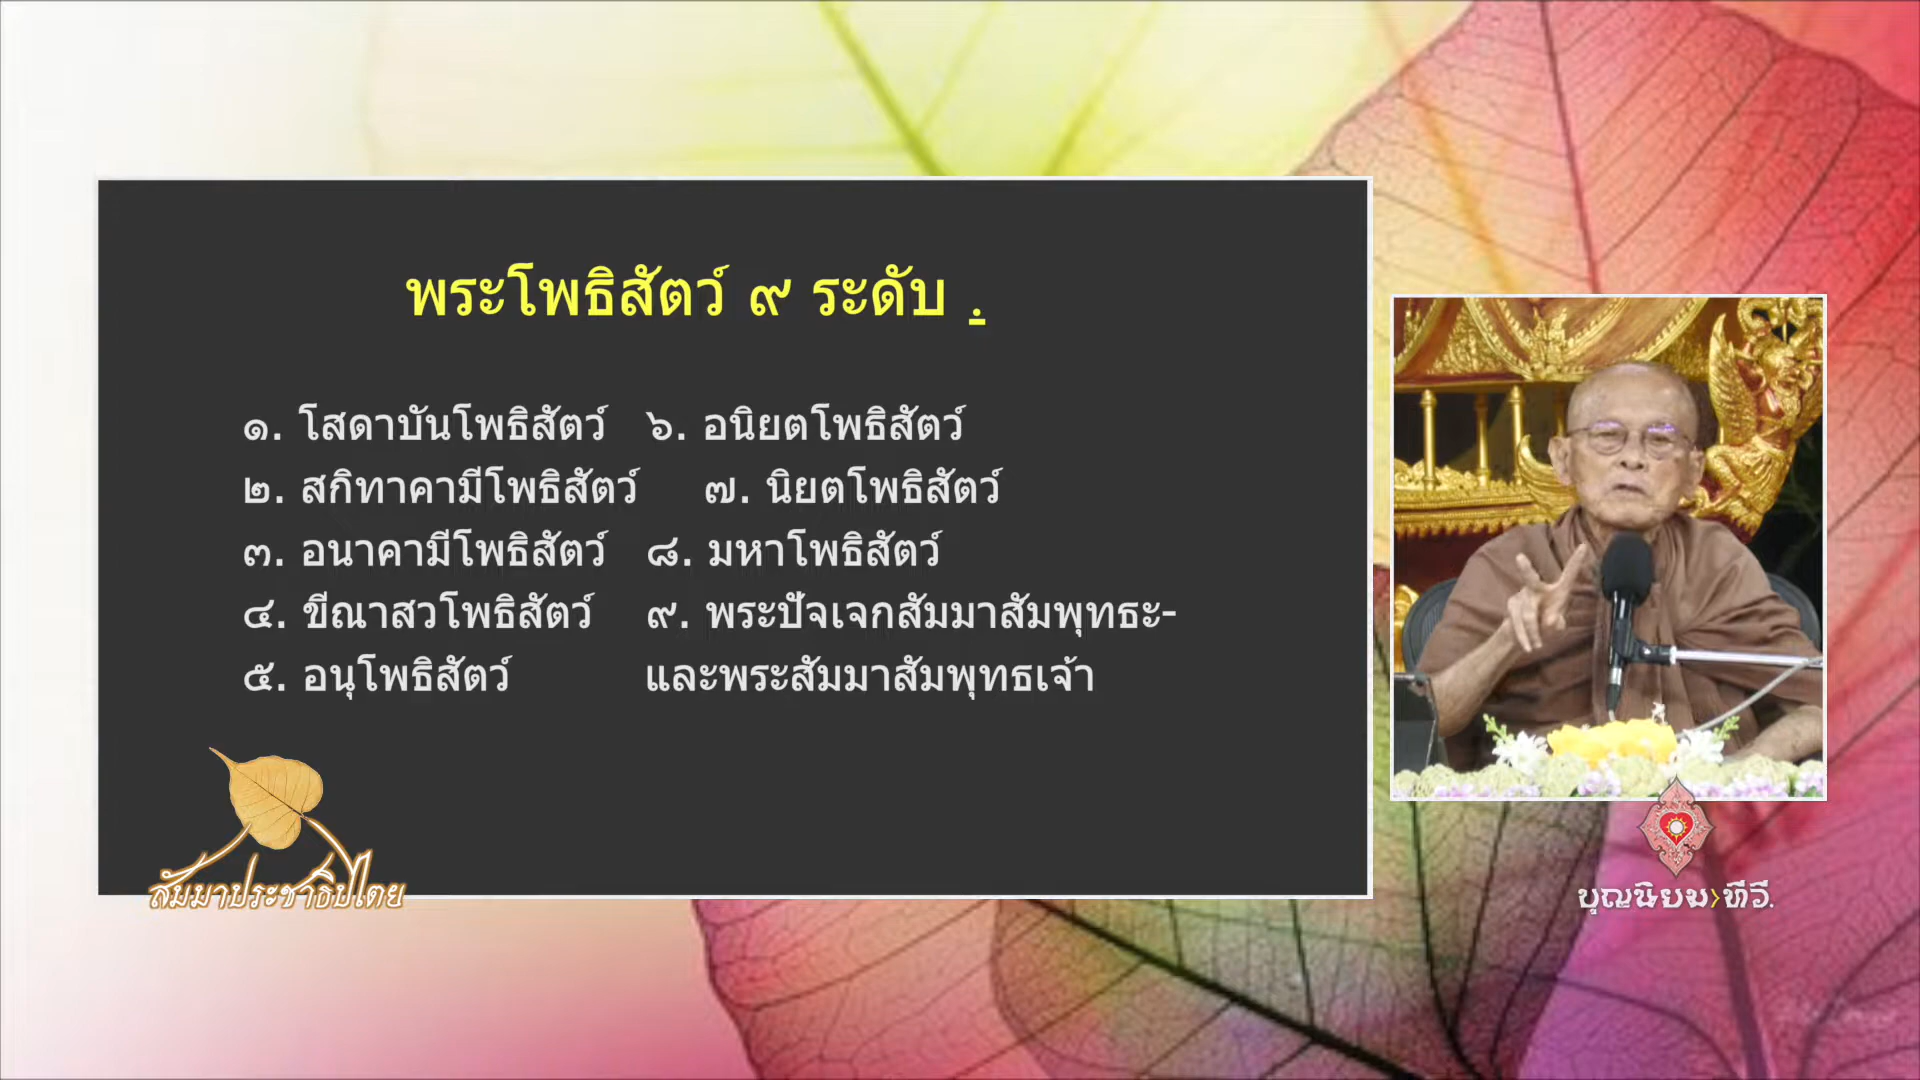 พระโพธิสัตว์ ๙ ระดับ .
๑. โสดาบันโพธิสัตว์
๒. สกิทาคามีโพธิสัตว์
๓. อนาคามีโพธิสัตว์
๔. ขีณาสวโพธิสัตว์
๕. อนุโพธิสัตว์
๖. อนิยตโพธิสัตว์
๗. นิยตโพธิสัตว์
๘. มหาโพธิสัตว์
๙. พระปัจเจกสัมมาสัมพุทธะ-
และพระสัมมาสัมพุทธเจ้า
สัมมาประชาธิปไตย
บุญนิยม>ทีวี.